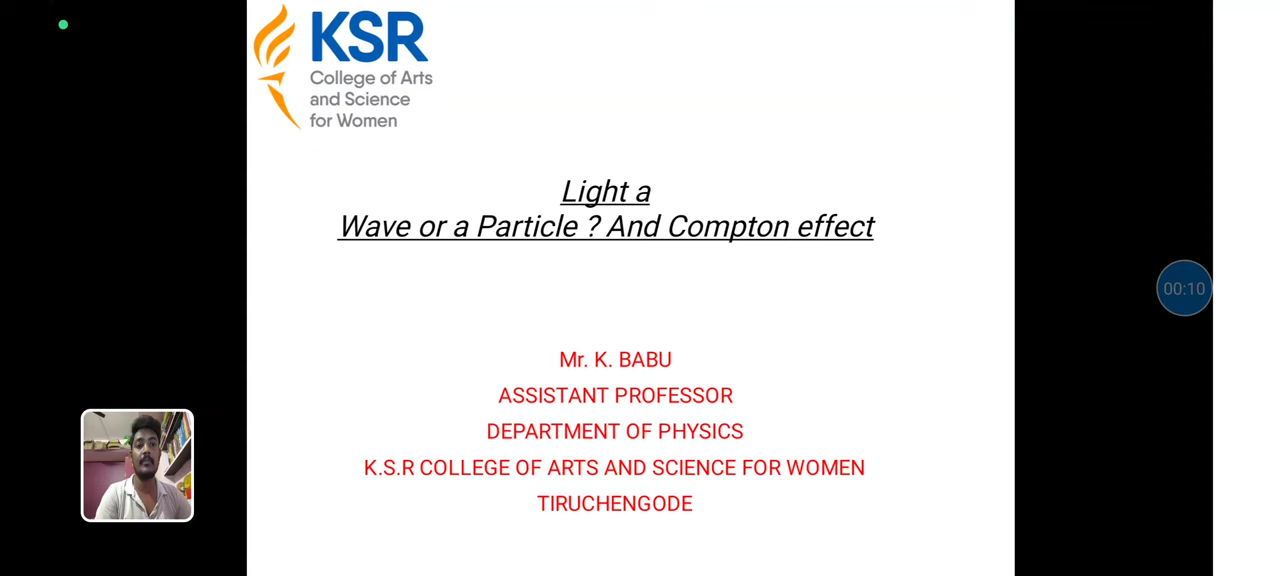 KSR
College of Arts
and Science
for Women
Light a
Wave or a Particle ? And Compton effect
00:10
Mr. K. BABU
ASSISTANT PROFESSOR
DEPARTMENT OF PHYSICS
K.S.R COLLEGE OF ARTS AND SCIENCE FOR WOMEN
TIRUCHENGODE